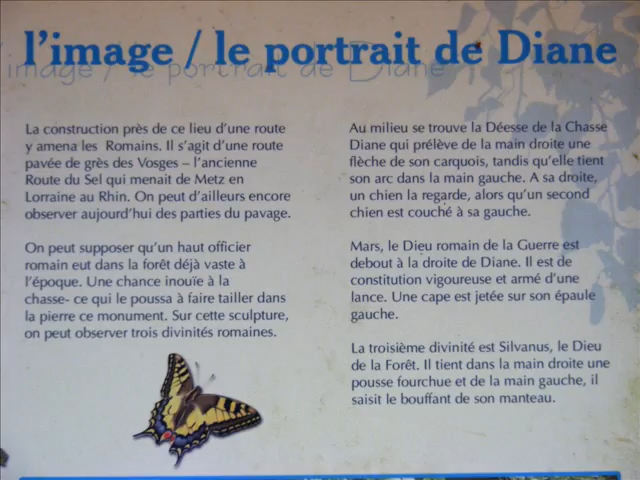 l'image / le portrait de Diane
image / le portrait de Diane
La construction près de ce lieu d'une route
y amena les Romains. Il s'agit d'une route
pavée de grès des Vosges – l'ancienne
Route du Sel qui menait de Metz en
Lorraine au Rhin. On peut d'ailleurs encore
observer aujourd'hui des parties du pavage.
On peut supposer qu'un haut officier
romain eut dans la forêt déjà vaste à
l'époque. Une chance inouïe à la
chasse- ce qui le poussa à faire tailler dans
la pierre ce monument. Sur cette sculpture,
on peut observer trois divinités romaines.
Au milieu se trouve la Déesse de la Chasse
Diane qui prélève de la main droite une
flèche de son carquois, tandis qu'elle tient
son arc dans la main gauche. A sa droite,
un chien la regarde, alors qu'un second
chien est couché à sa gauche.
Mars, le Dieu romain de la Guerre est
debout à la droite de Diane. Il est de
constitution vigoureuse et armé d'une
lance. Une cape est jetée sur son épaule
gauche.
La troisième divinité est Silvanus, le Dieu
de la Forêt. Il tient dans la main droite une
pousse fourchue et de la main gauche, il
saisit le bouffant de son manteau.